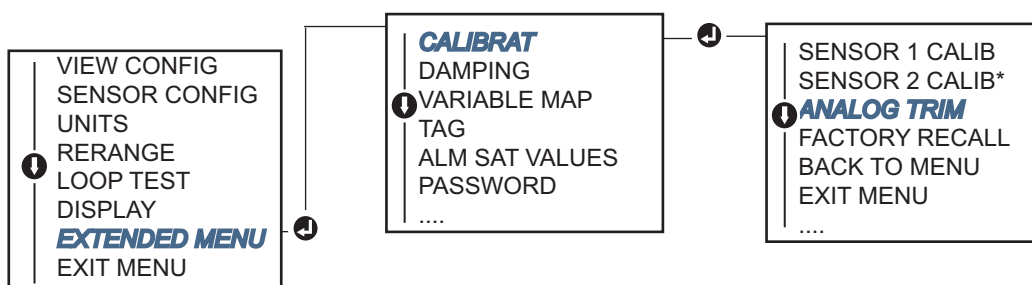 VIEW CONFIG
SENSOR CONFIG
UNITS
RERANGE
LOOP TEST
DISPLAY
EXTENDED MENU
EXIT MENU
CALIBRAT
DAMPING
VARIABLE MAP
TAG
ALM SAT VALUES
PASSWORD
....
SENSOR 1 CALIB
SENSOR 2 CALIB*
ANALOG TRIM
FACTORY RECALL
BACK TO MENU
EXIT MENU
....